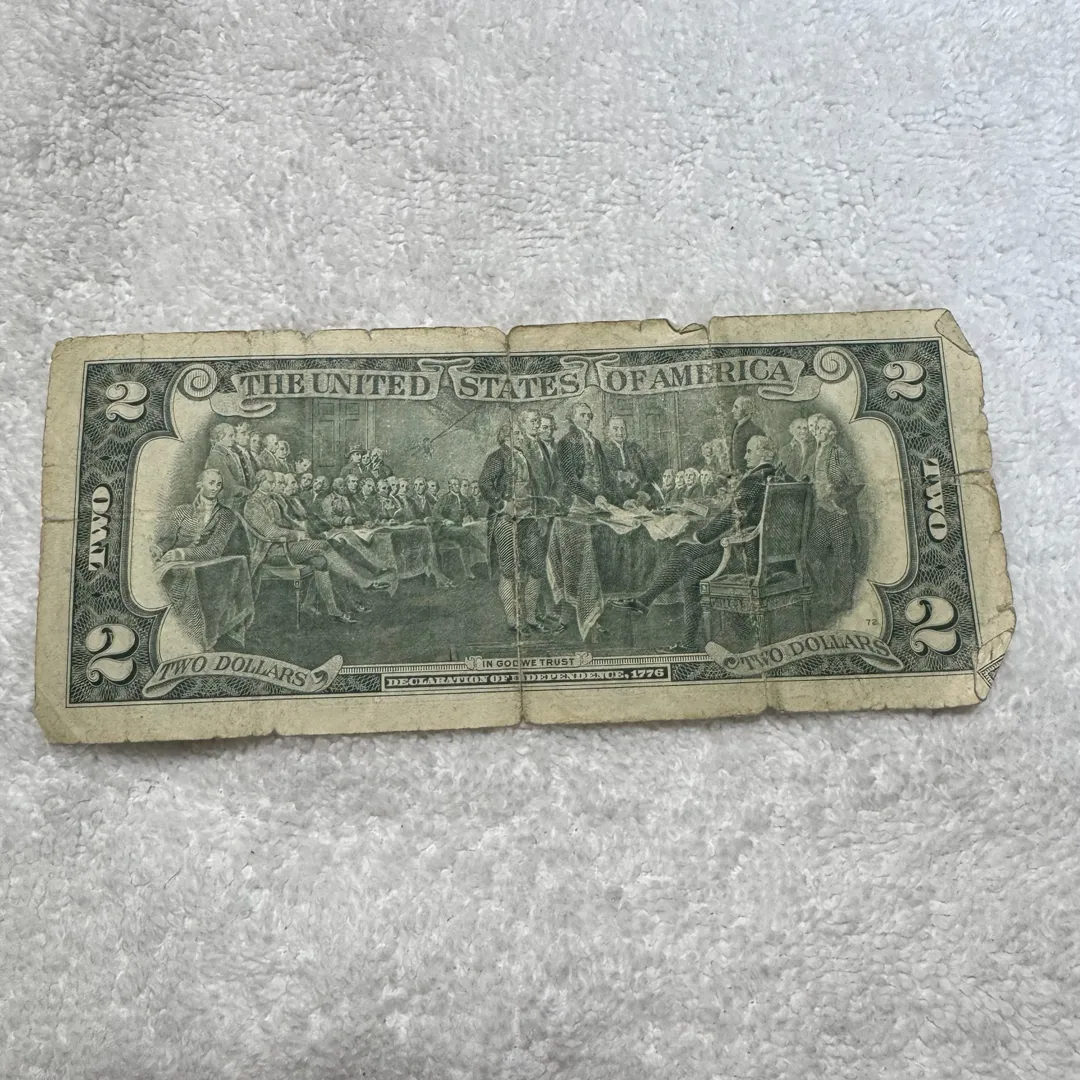 THE UNITED STATES OF AMERICA
2 2
TWO TWO
2 2
72
TWO DOLLARS IN GOD WE TRUST TWO DOLLARS
DECLARATION OF INDEPENDENCE, 1776